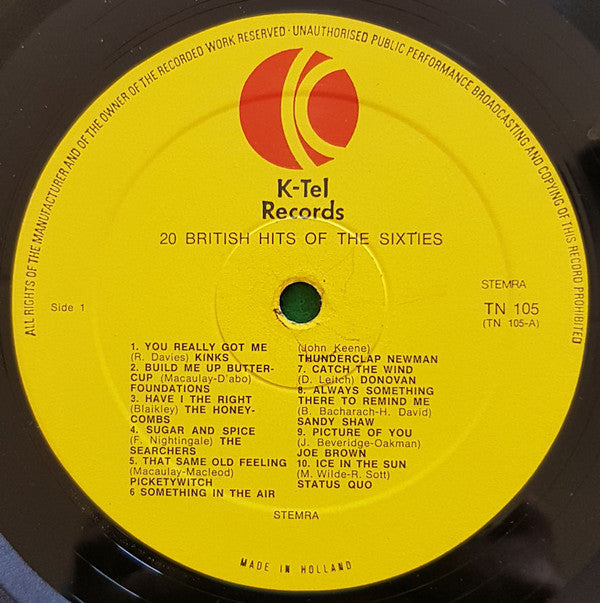 ALL RIGHTS OF THE MANUFACTURER AND OF THE OWNER OF THE RECORDED WORK RESERVED - UNAUTHORISED PUBLIC PERFORMANCE BROADCASTING AND COPYING OF THIS RECORD PROHIBITED
K-Tel
Records
20 BRITISH HITS OF THE SIXTIES
STEMRA
Side 1
TN 105
(TN 105-A)
1. YOU REALLY GOT ME
(R. Davies) KINKS
2. BUILD ME UP BUTTER-
CUP (Macaulay-D'abo)
FOUNDATIONS
3. HAVE I THE RIGHT
(Blaikley) THE HONEY-
COMBS
4. SUGAR AND SPICE
(F. Nightingale) THE
SEARCHERS
5. THAT SAME OLD FEELING
(Macaulay-Macleod)
PICKETYWITCH
6 SOMETHING IN THE AIR
(John Keene)
THUNDERCLAP NEWMAN
7. CATCH THE WIND
(D. Leitch) DONOVAN
8. ALWAYS SOMETHING
THERE TO REMIND ME
(B. Bacharach-H. David)
SANDY SHAW
9. PICTURE OF YOU
(J. Beveridge-Oakman)
JOE BROWN
10. ICE IN THE SUN
(M. Wilde-R. Sott)
STATUS QUO
STEMRA
MADE IN HOLLAND